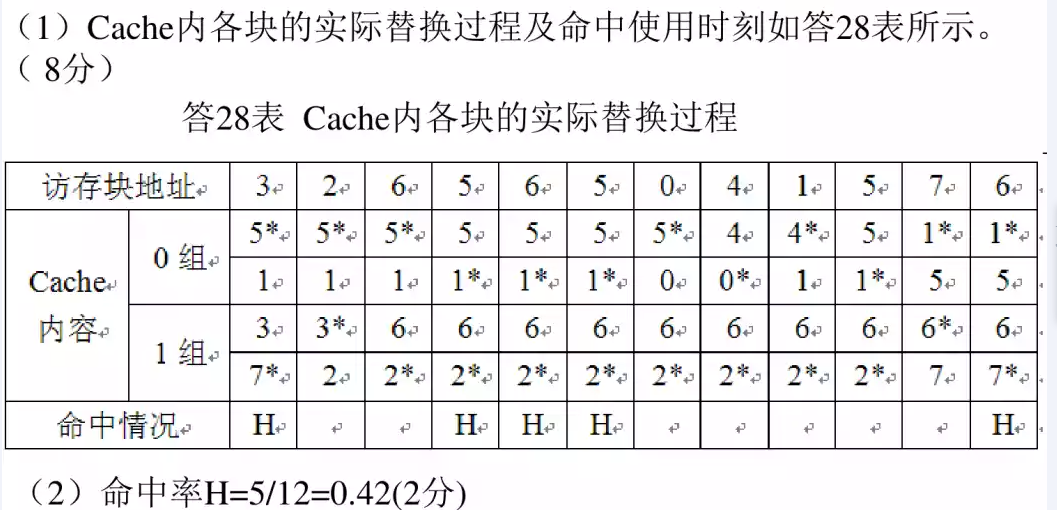 （1）Cache内各块的实际替换过程及命中使用时刻如答28表所示。
（ 8分）
答28表 Cache内各块的实际替换过程
访存块地址 3 2 6 5 6 5 0 4 1 5 7 6
Cache内容 0 组 5* 5* 5* 5 5 5 5* 4 4* 5 1* 1*
1 1 1 1* 1* 1* 0 0* 1 1* 5 5
1 组 3 3* 6 6 6 6 6 6 6 6 6* 6
7* 2 2* 2* 2* 2* 2* 2* 2* 2* 7 7*
命中情况 H H H H H
（2）命中率H=5/12=0.42(2分)